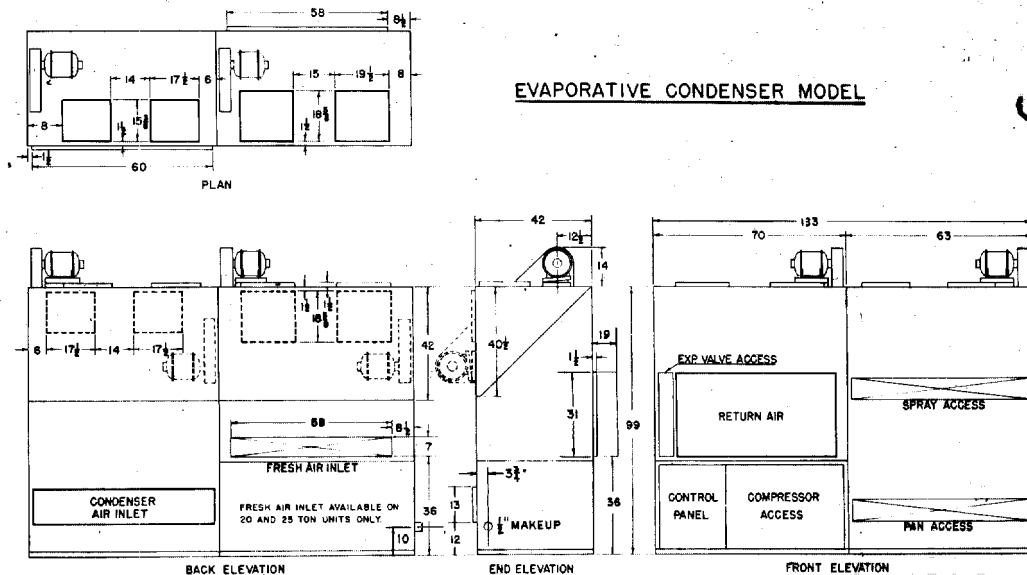 58
8½
14
17½
6
15
19½
8
8
1½
15⅝
1½
18⅝
1½
60
PLAN
EVAPORATIVE CONDENSER MODEL
42
12½
14
133
70
63
6
17½
14
17½
1½
1½
42
40½
19
1½
31
99
EXP. VALVE ACCESS
RETURN AIR
SPRAY ACCESS
58
8½
7
FRESH AIR INLET
CONDENSER
AIR INLET
FRESH AIR INLET AVAILABLE ON
20 AND 25 TON UNITS ONLY.
36
10
13
12
3¾"
½" MAKEUP
36
CONTROL
PANEL
COMPRESSOR
ACCESS
PAN ACCESS
BACK ELEVATION
END ELEVATION
FRONT ELEVATION